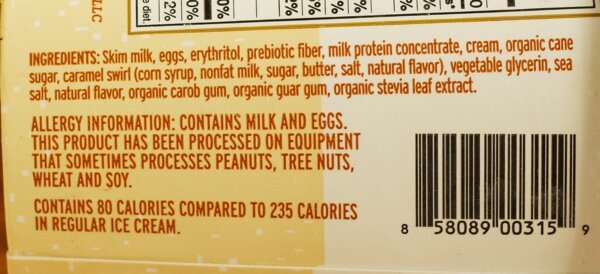 LLC
e diet.
2%
0%
%
%
%
%
%
INGREDIENTS: Skim milk, eggs, erythritol, prebiotic fiber, milk protein concentrate, cream, organic cane
sugar, caramel swirl (corn syrup, nonfat milk, sugar, butter, salt, natural flavor), vegetable glycerin, sea
salt, natural flavor, organic carob gum, organic guar gum, organic stevia leaf extract.
ALLERGY INFORMATION: CONTAINS MILK AND EGGS.
THIS PRODUCT HAS BEEN PROCESSED ON EQUIPMENT
THAT SOMETIMES PROCESSES PEANUTS, TREE NUTS,
WHEAT AND SOY.
CONTAINS 80 CALORIES COMPARED TO 235 CALORIES
IN REGULAR ICE CREAM.
8 58089 00315 9